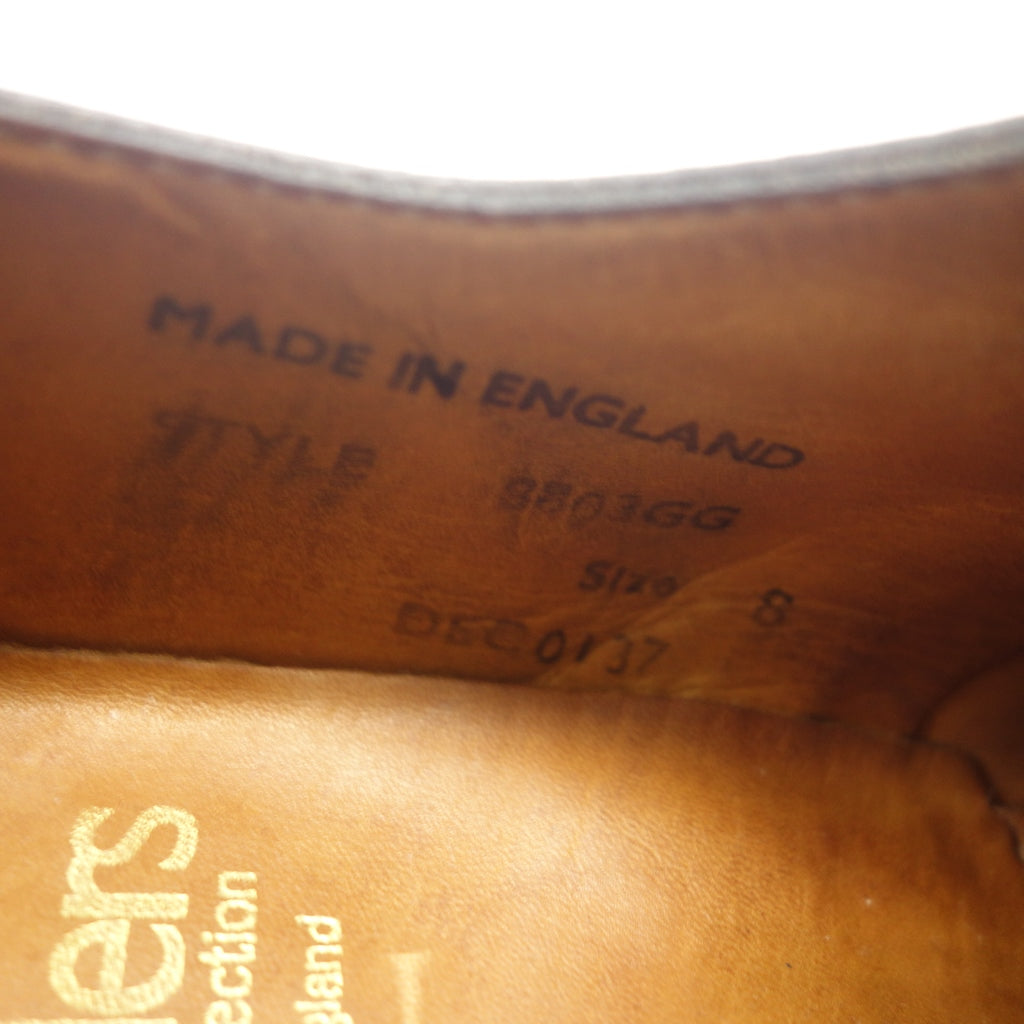 MADE IN ENGLAND
STYLE 8803GG
Size 8
DEC 0137
lers
ection
gland